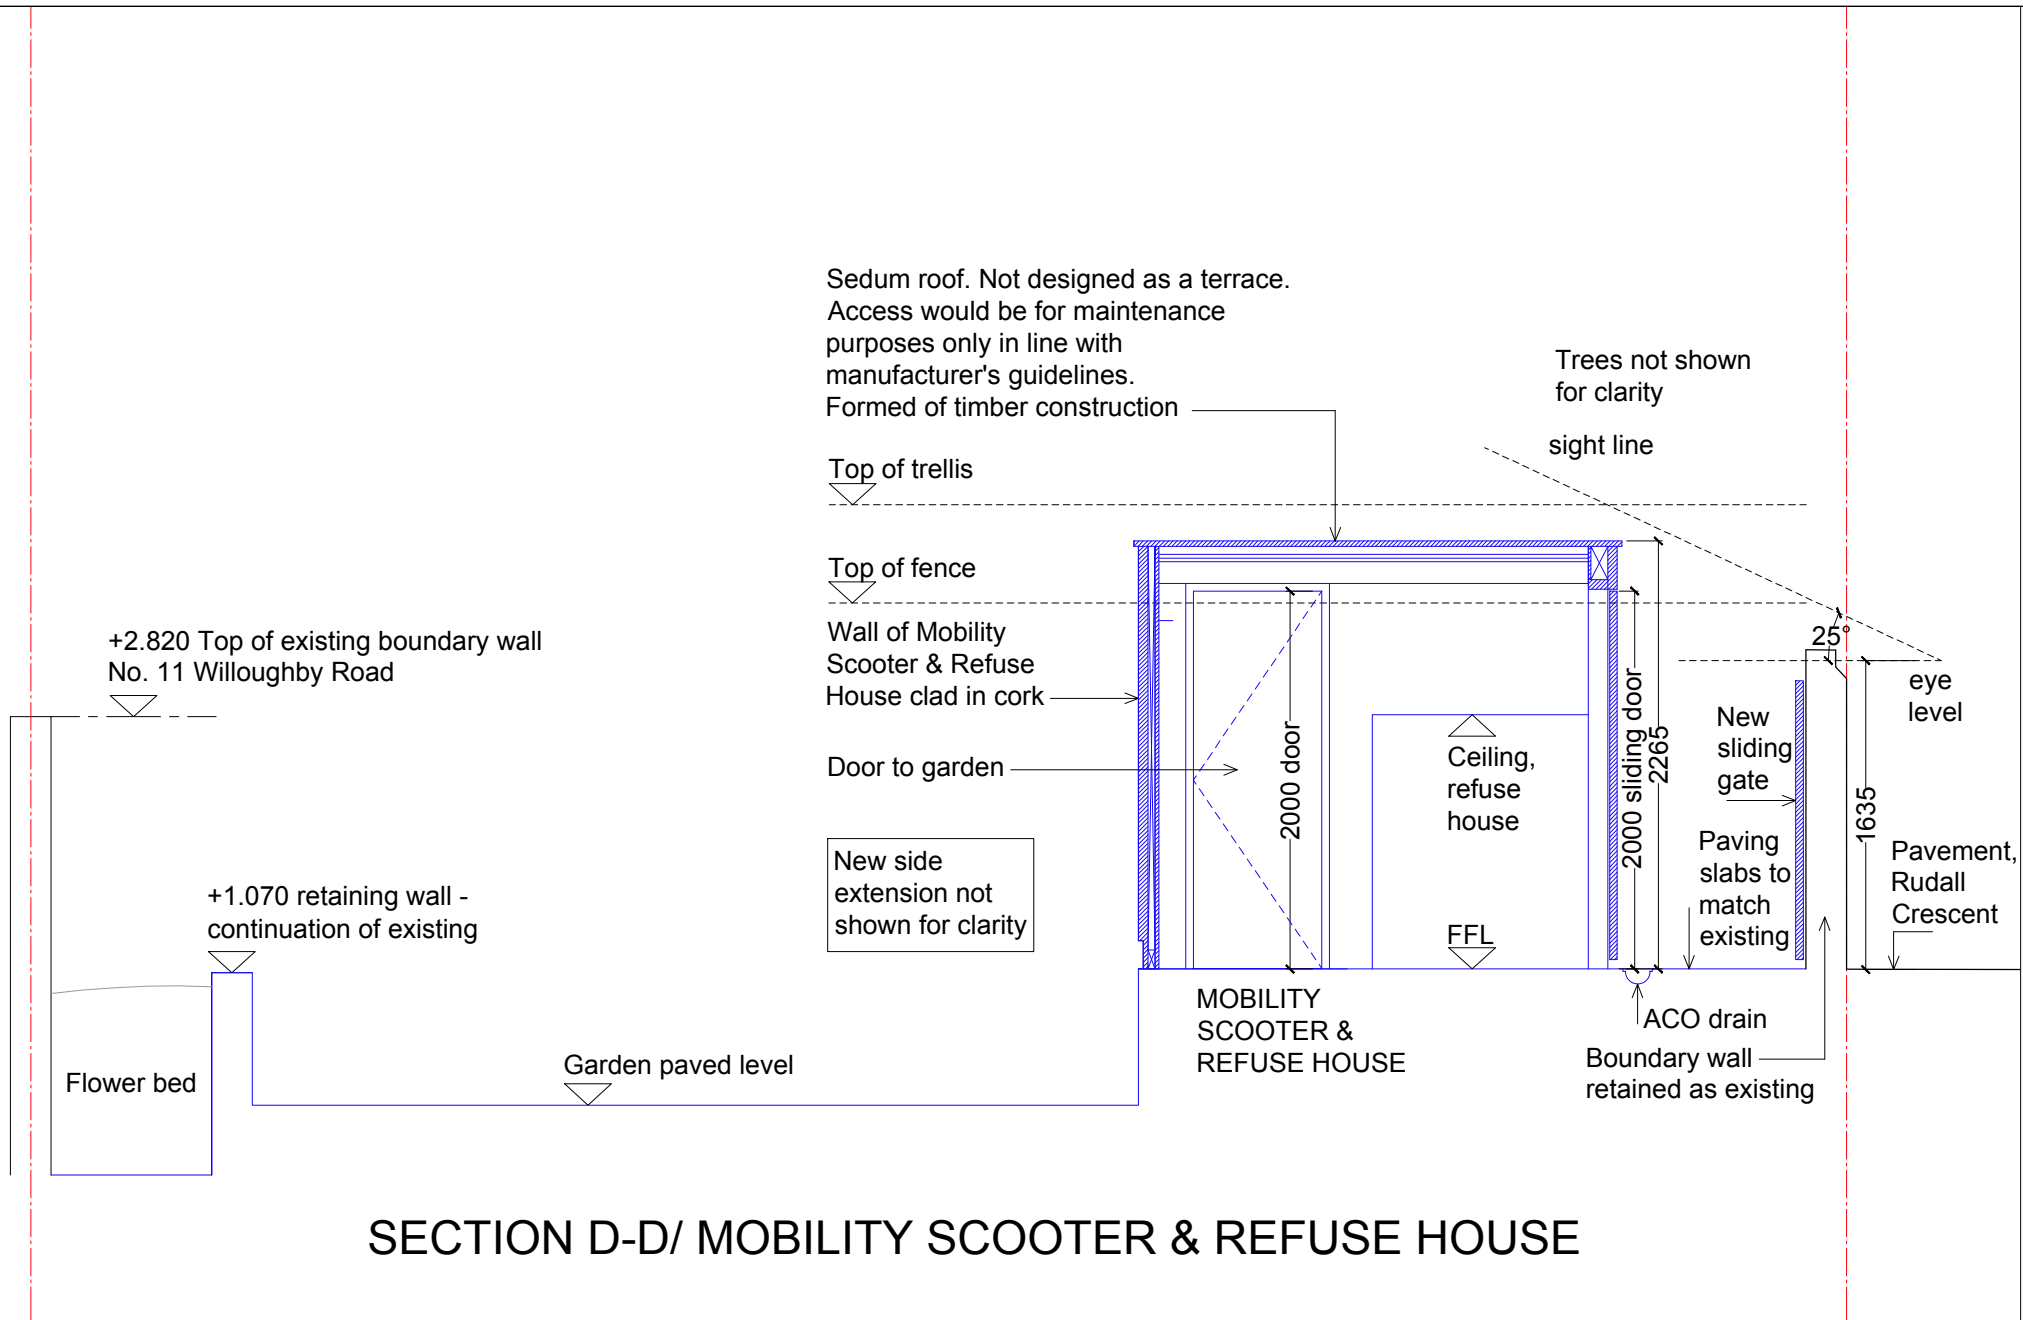 Sedum roof. Not designed as a terrace.
Access would be for maintenance
purposes only in line with
manufacturer's guidelines.
Formed of timber construction
Trees not shown
for clarity
sight line
Top of trellis
Top of fence
+2.820 Top of existing boundary wall
No. 11 Willoughby Road
Wall of Mobility
Scooter & Refuse
House clad in cork
25°
eye
level
Door to garden
2000 door
Ceiling,
refuse
house
2000 sliding door
2265
New
sliding
gate
1635
Paving
slabs to
match
existing
Pavement,
Rudall
Crescent
New side
extension not
shown for clarity
+1.070 retaining wall -
continuation of existing
FFL
MOBILITY
SCOOTER &
REFUSE HOUSE
ACO drain
Boundary wall
retained as existing
Garden paved level
Flower bed
SECTION D-D/ MOBILITY SCOOTER & REFUSE HOUSE